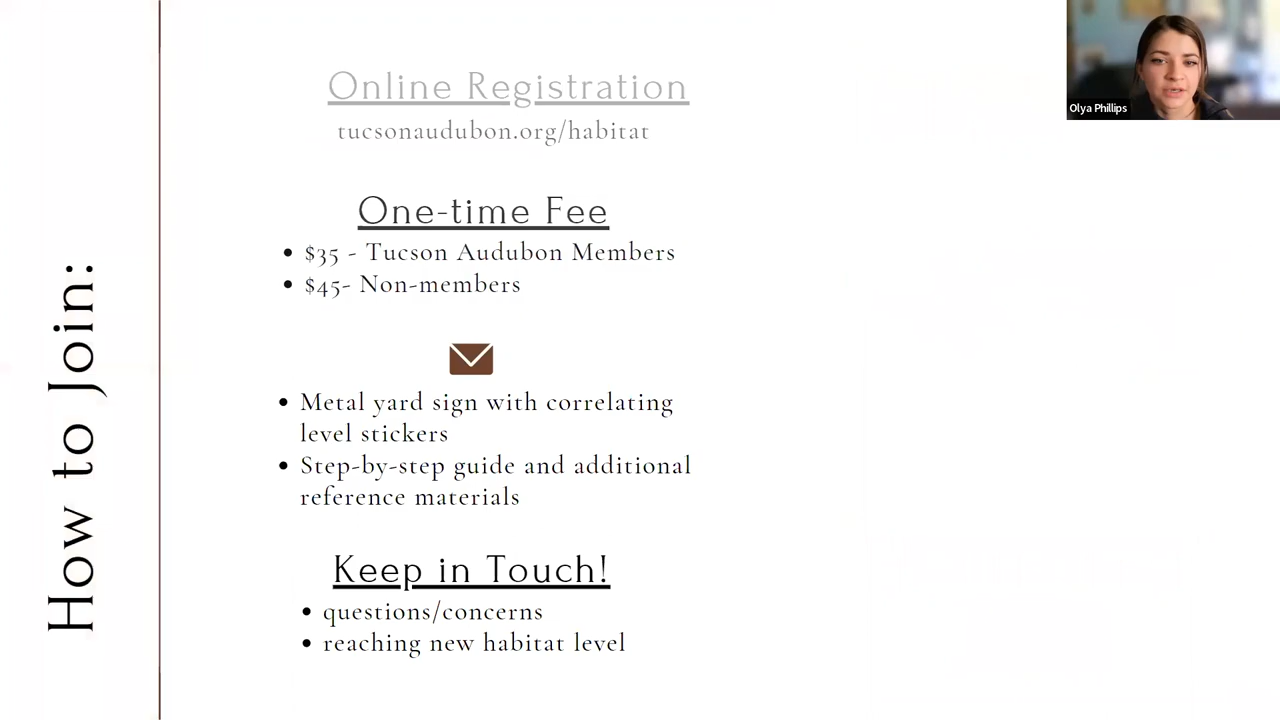 How to Join:
Online Registration
tucsonaudubon.org/habitat
One-time Fee
• $35 - Tucson Audubon Members
• $45- Non-members
• Metal yard sign with correlating
level stickers
• Step-by-step guide and additional
reference materials
Keep in Touch!
• questions/concerns
• reaching new habitat level
Olya Phillips